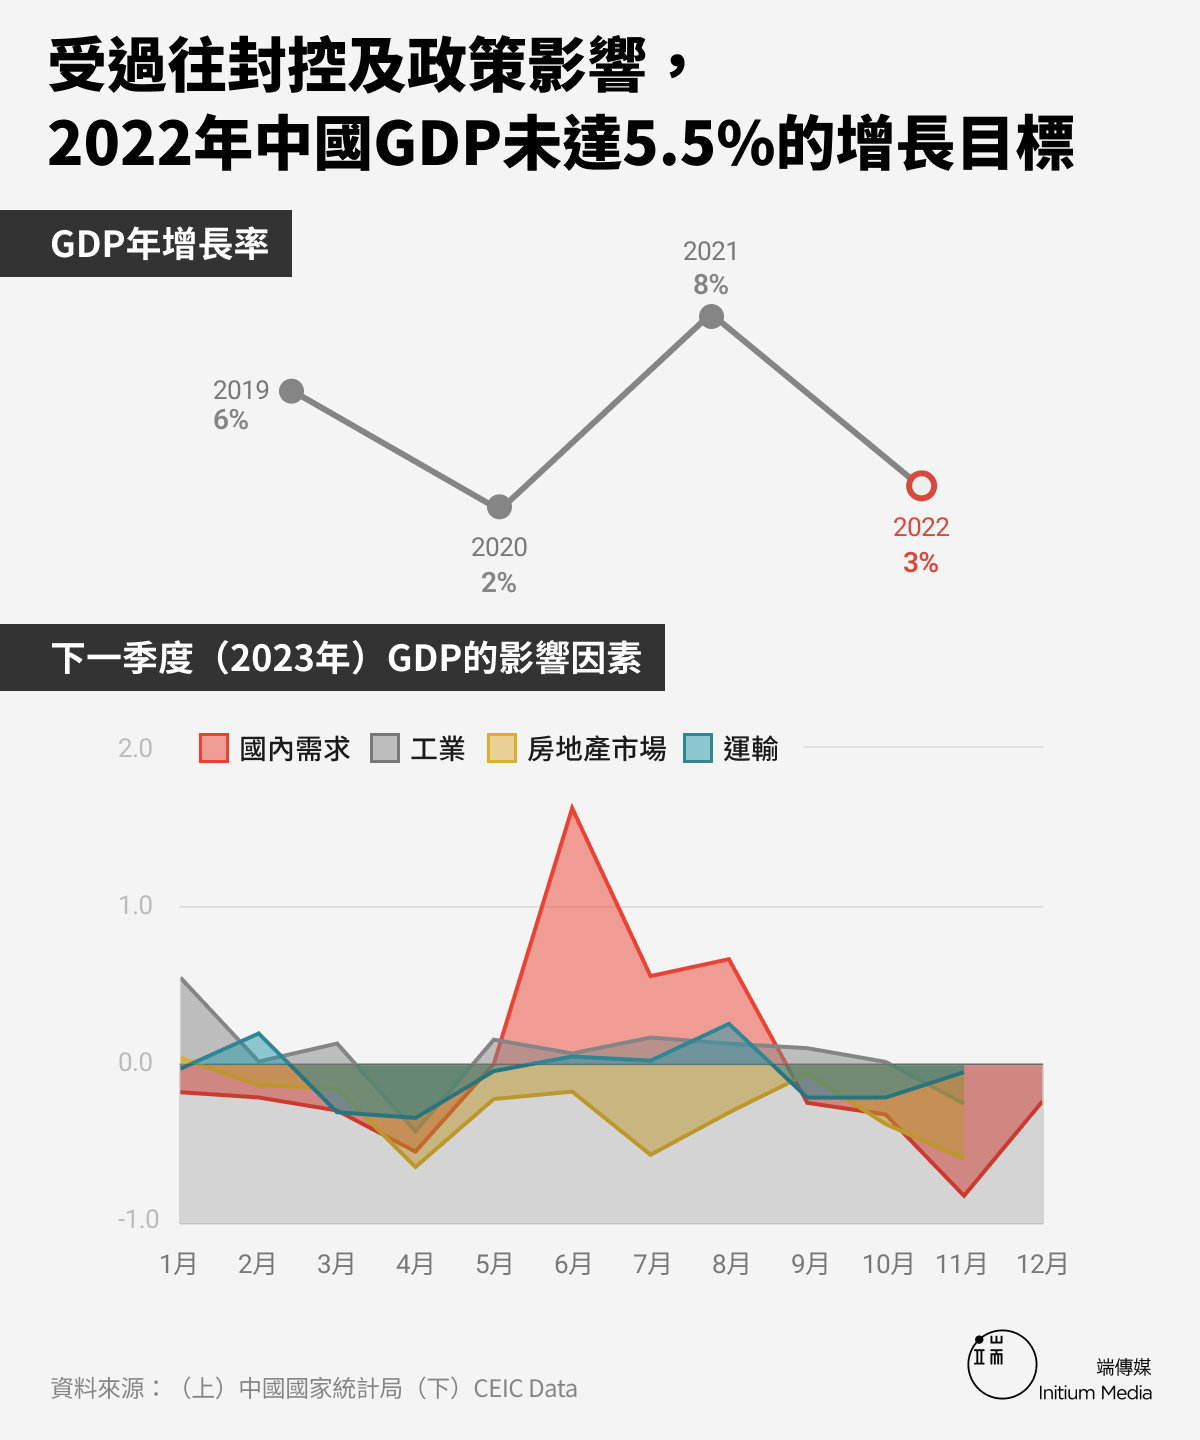 受過往封控及政策影響，
2022年中國GDP未達5.5%的增長目標
GDP年增長率
2021
8%
2019
6%
2020
2%
2022
3%
下一季度（2023年）GDP的影響因素
2.0
國內需求 工業 房地產市場 運輸
1.0
0.0
-1.0
1月 2月 3月 4月 5月 6月 7月 8月 9月 10月 11月 12月
端
端傳媒
Initium Media
資料來源：（上）中國國家統計局（下）CEIC Data